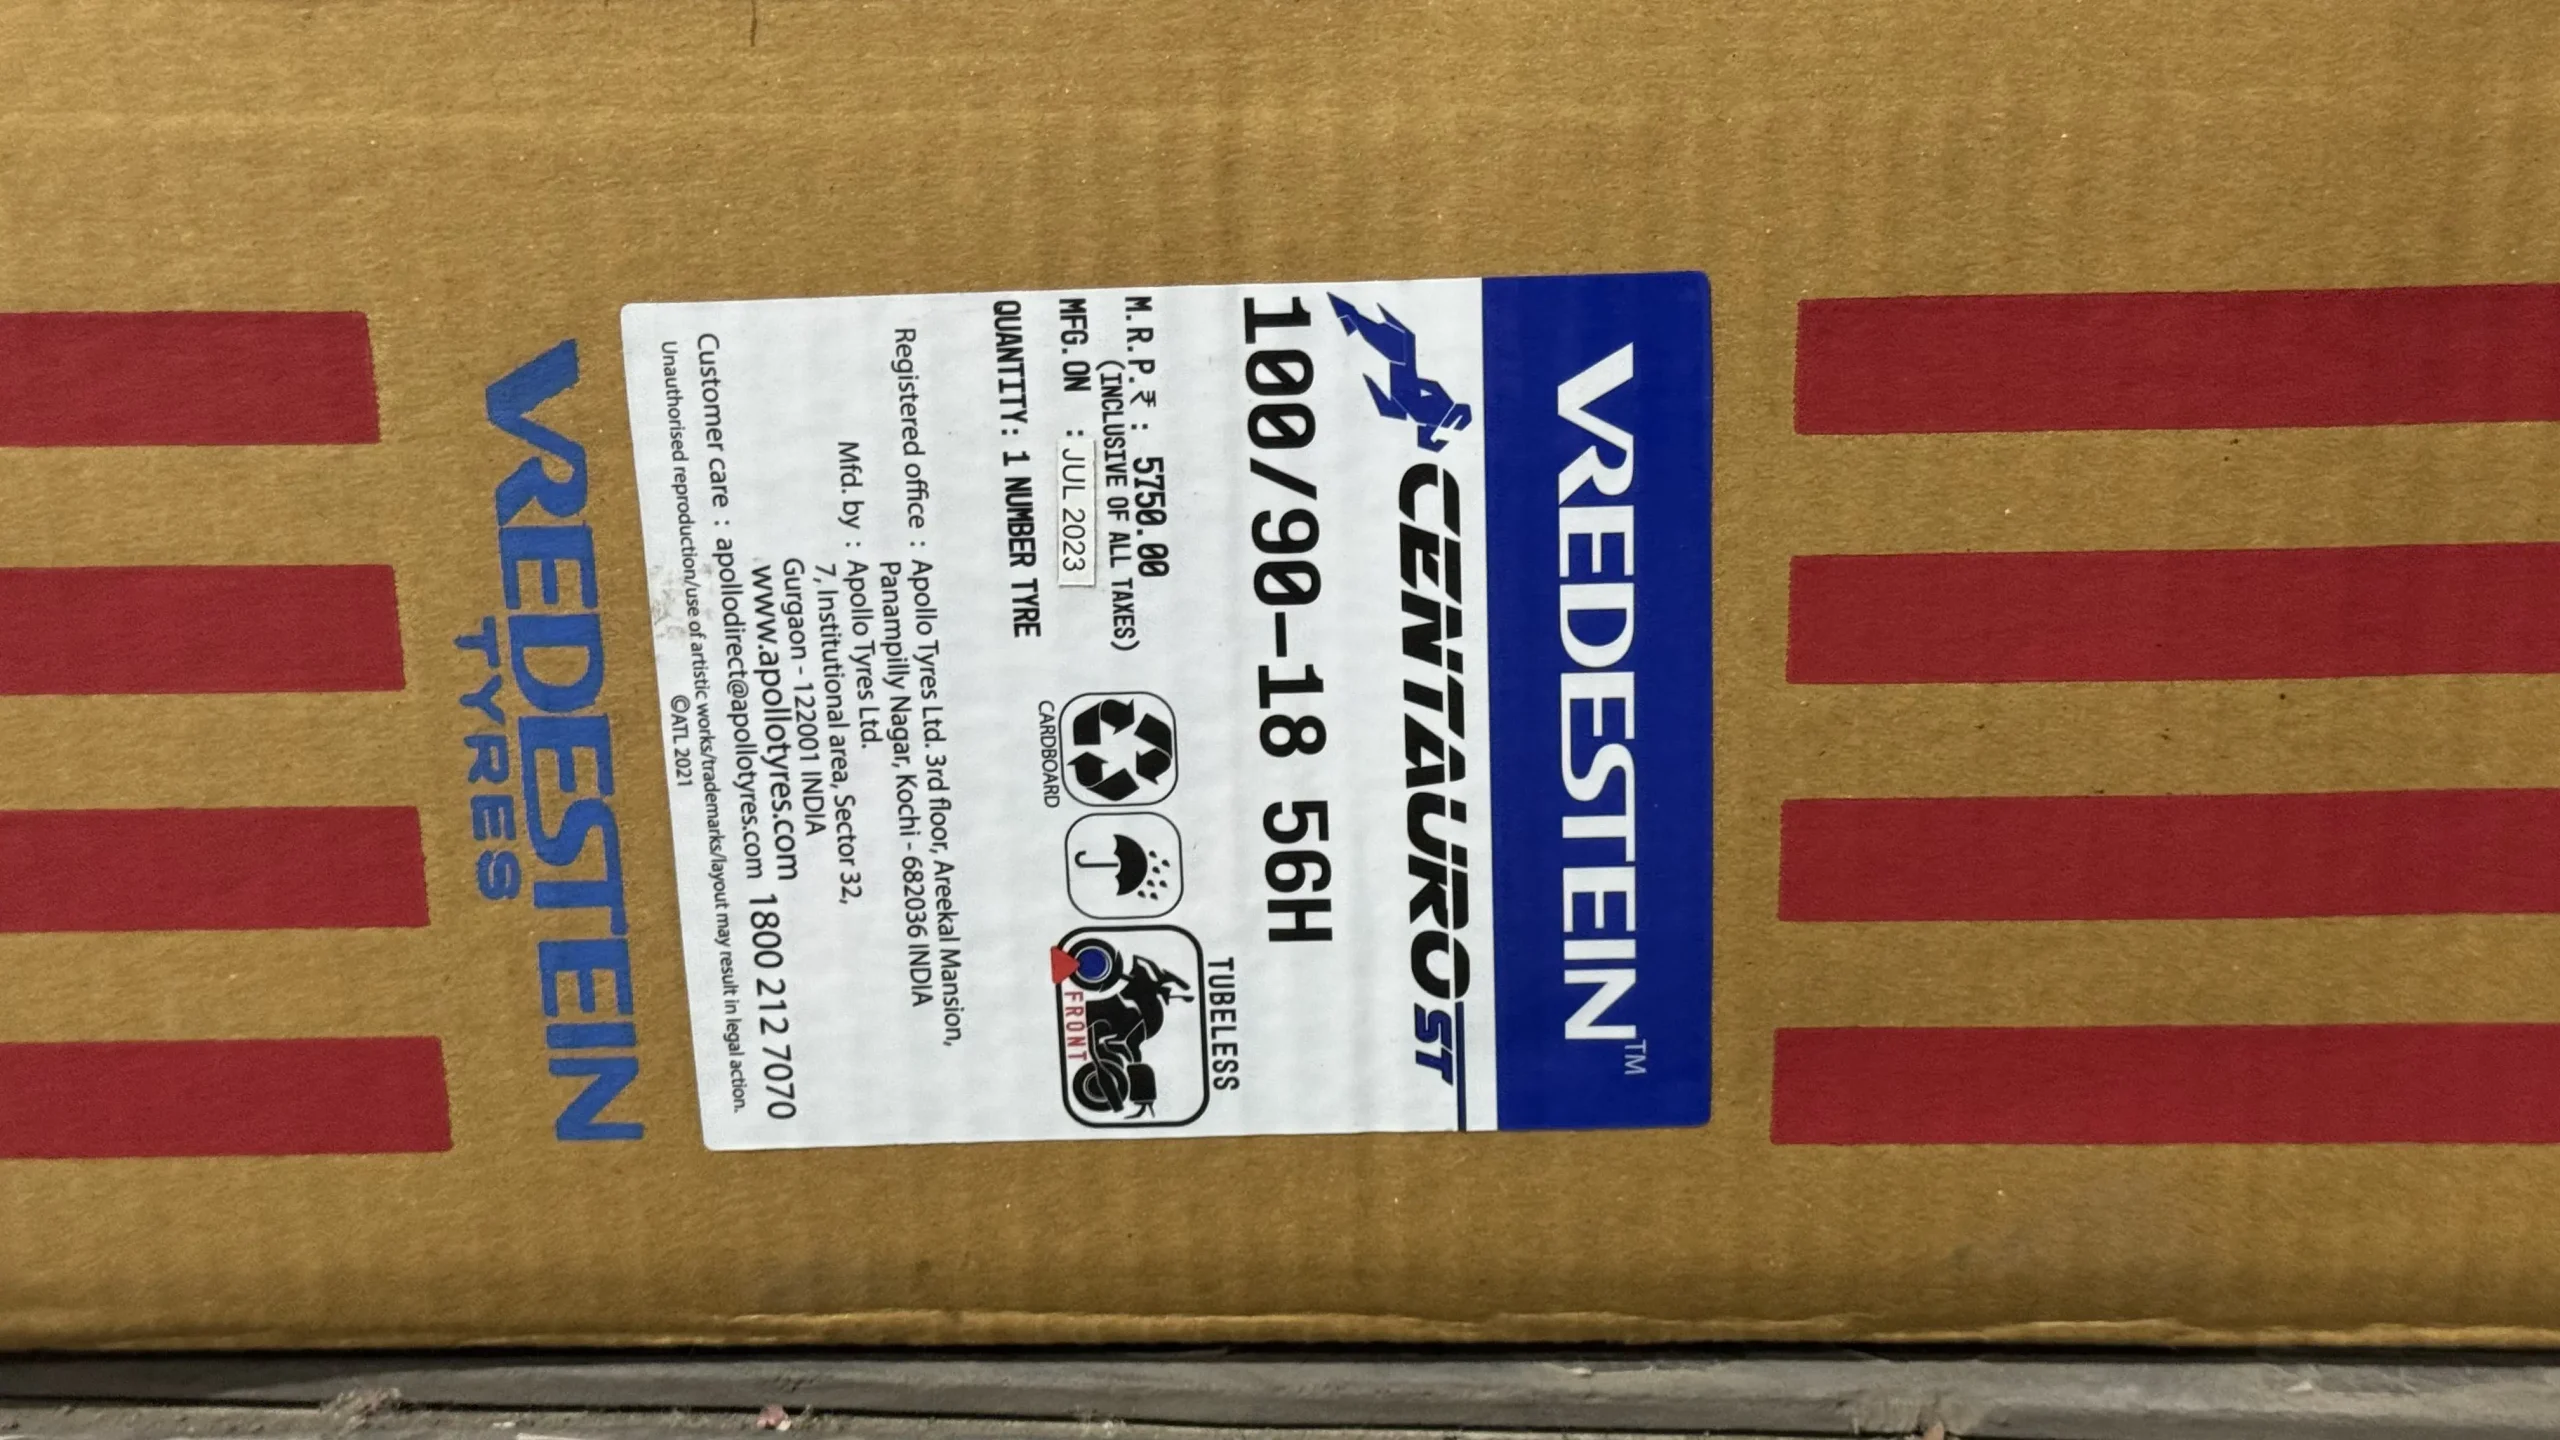 VREDESTEIN™
CENTAURO ST
100/90-18 56H
TUBELESS
M.R.P.₹ : 5750.00
(INCLUSIVE OF ALL TAXES)
MFG.ON : JUL 2023
QUANTITY: 1 NUMBER TYRE
CARDBOARD
FRONT
Registered office : Apollo Tyres Ltd. 3rd floor, Areekal Mansion,
Panampilly Nagar, Kochi - 682036 INDIA
Mfd. by : Apollo Tyres Ltd.
7, Institutional area, Sector 32,
Gurgaon - 122001 INDIA
www.apollotyres.com
Customer care : apollodirect@apollotyres.com 1800 212 7070
Unauthorised reproduction/use of artistic works/trademarks/layout may result in legal action.
©ATL 2021
VREDESTEIN
TYRES